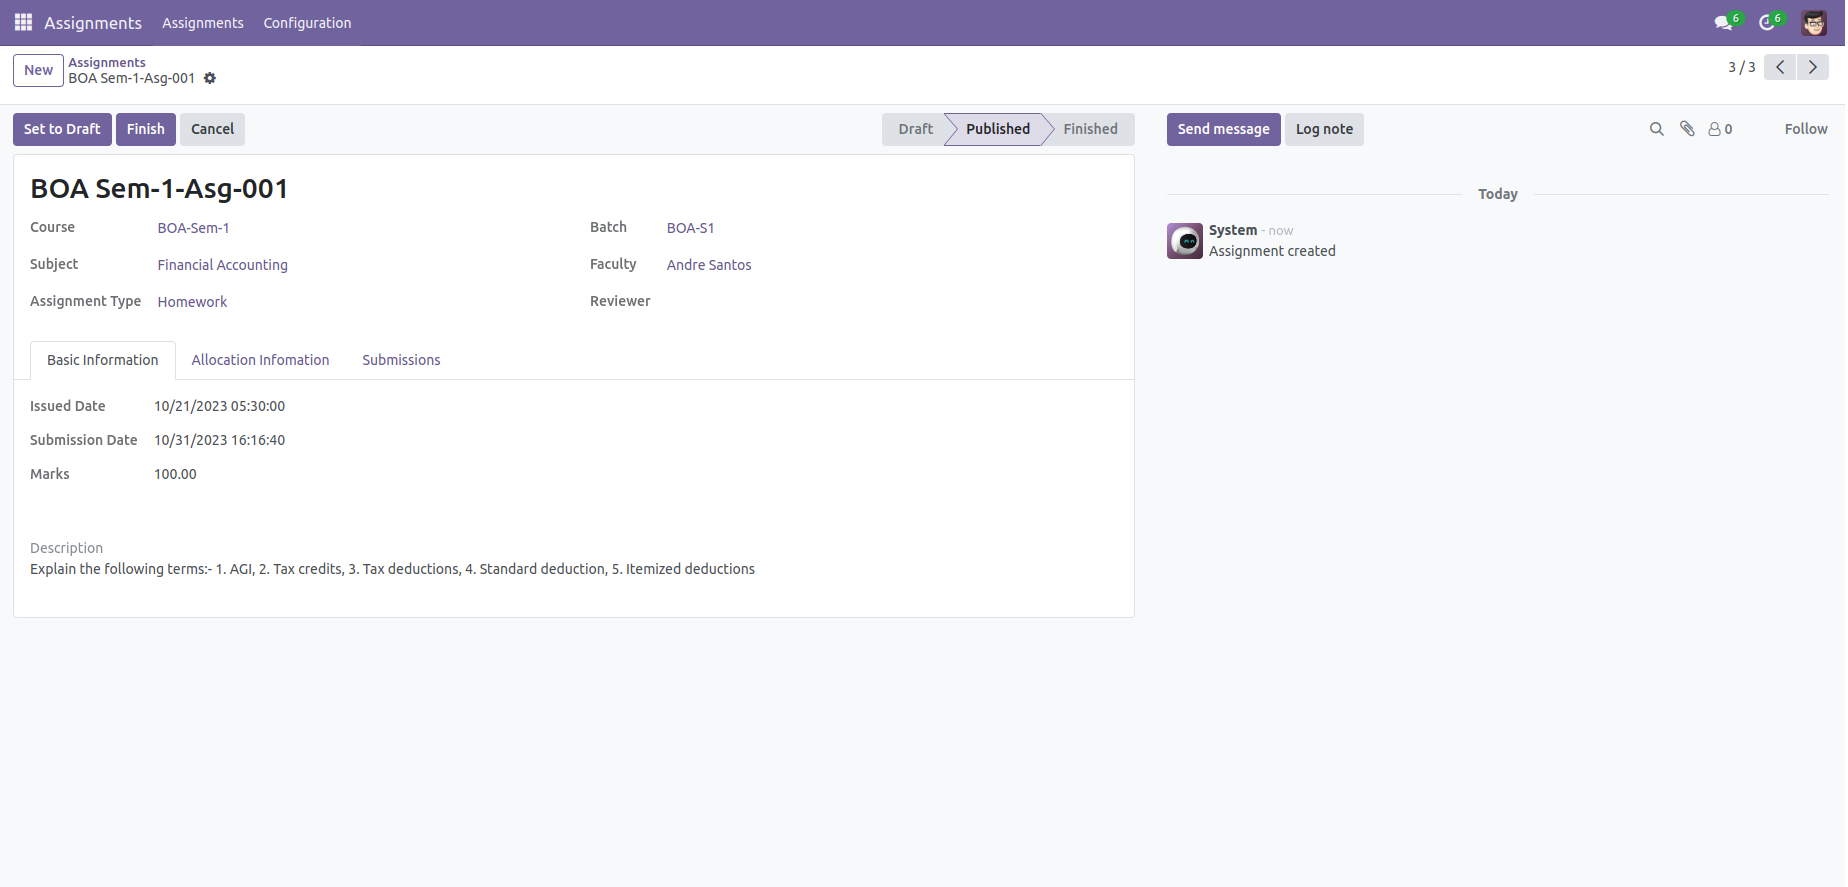 Assignments Assignments Configuration 6 6
New Assignments
BOA Sem-1-Asg-001
3 / 3
Set to Draft Finish Cancel Draft Published Finished Send message Log note 0 Follow
BOA Sem-1-Asg-001
Course BOA-Sem-1 Batch BOA-S1
Subject Financial Accounting Faculty Andre Santos
Assignment Type Homework Reviewer
Basic Information Allocation Infomation Submissions
Issued Date 10/21/2023 05:30:00
Submission Date 10/31/2023 16:16:40
Marks 100.00
Description
Explain the following terms:- 1. AGI, 2. Tax credits, 3. Tax deductions, 4. Standard deduction, 5. Itemized deductions
Today
System - now
Assignment created